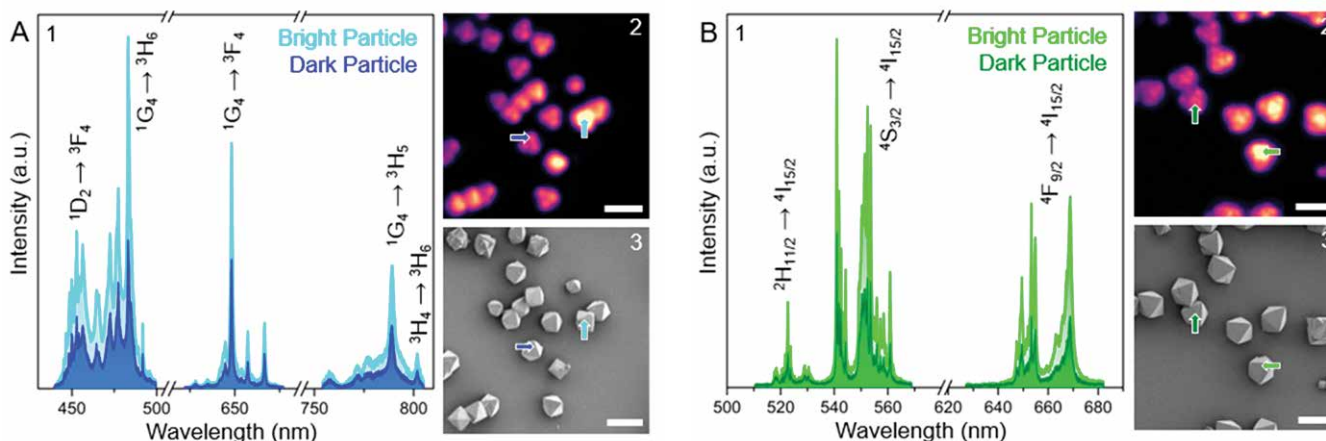 A
1
Bright Particle
Dark Particle
¹D₂ → ³F₄
¹G₄ → ³H₆
¹G₄ → ³F₄
¹G₄ → ³H₅
³H₄ → ³H₆
Intensity (a.u.)
450 500 650 750 800
Wavelength (nm)
2
3
B
1
Bright Particle
Dark Particle
²H₁₁/₂ → ⁴I₁₅/₂
⁴S₃/₂ → ⁴I₁₅/₂
⁴F₉/₂ → ⁴I₁₅/₂
Intensity (a.u.)
500 520 540 560 620 640 660 680
Wavelength (nm)
2
3